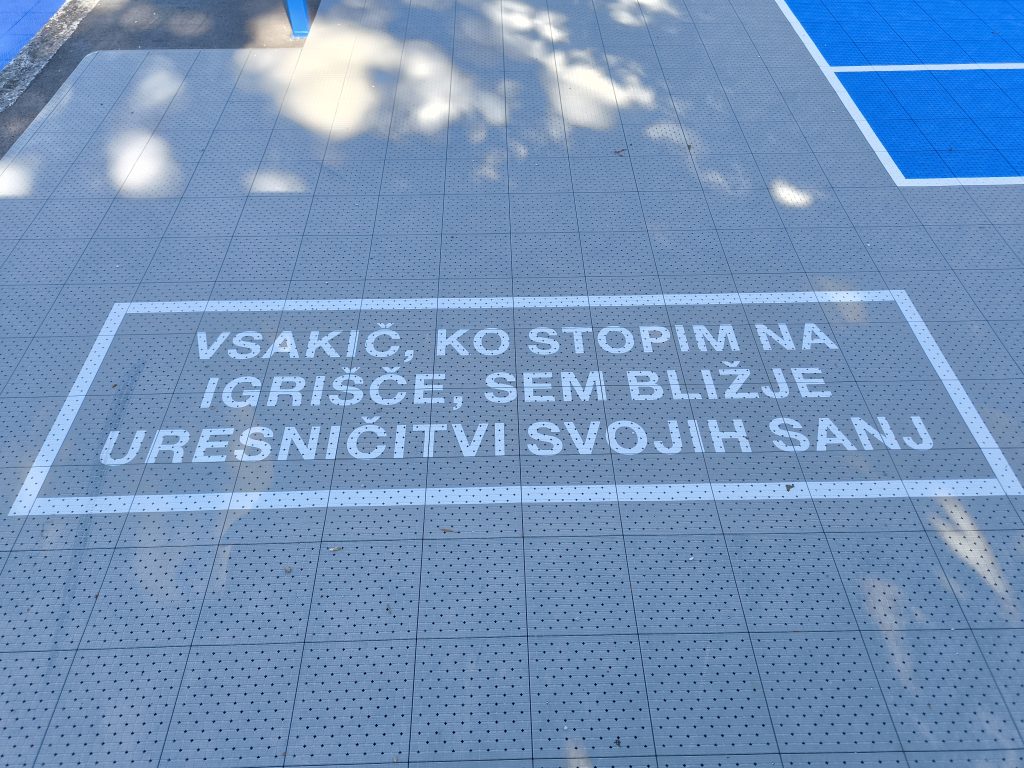 VSAKIČ, KO STOPIM NA
IGRIŠČE, SEM BLIŽJE
URESNIČITVI SVOJIH SANJ